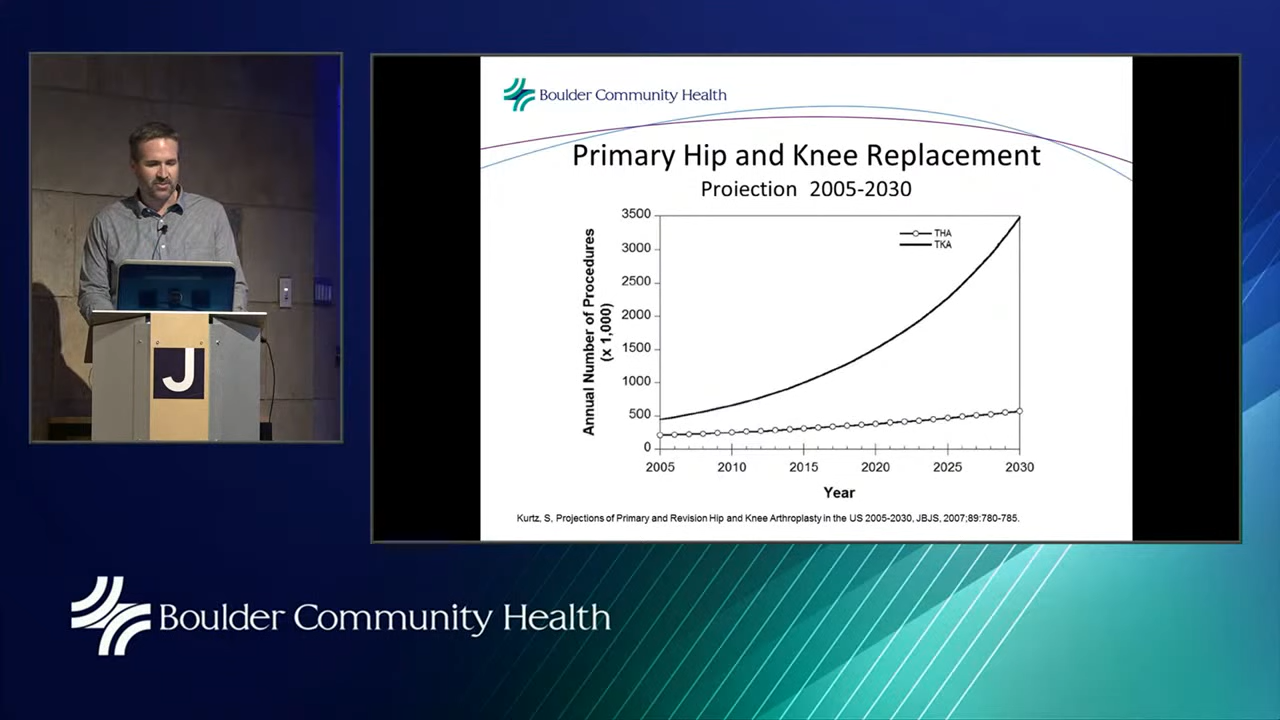 J
Boulder Community Health
Primary Hip and Knee Replacement
Projection 2005-2030
Annual Number of Procedures
(x 1,000)
3500
3000
2500
2000
1500
1000
500
0
THA
TKA
2005 2010 2015 2020 2025 2030
Year
Kurtz, S, Projections of Primary and Revision Hip and Knee Arthroplasty in the US 2005-2030, JBJS, 2007;89:780-785.
Boulder Community Health